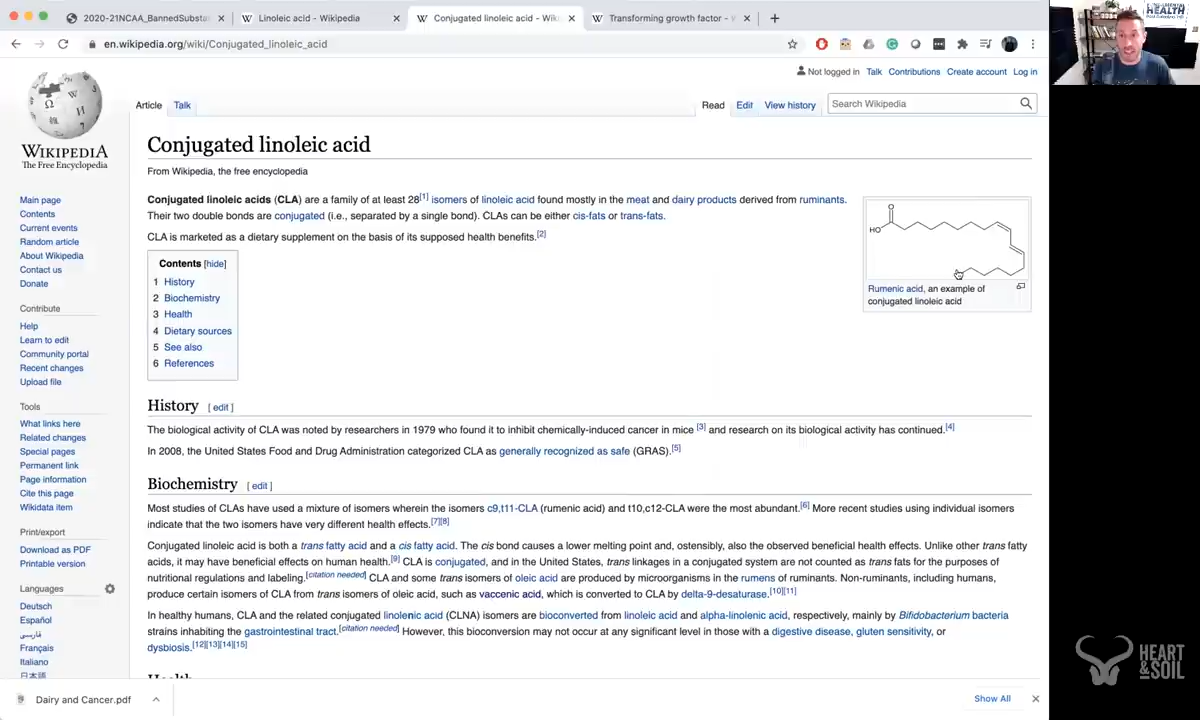 2020-21NCAA_BannedSubsta
Linoleic acid - Wikipedia
Conjugated linoleic acid - Wik
Transforming growth factor - W
en.wikipedia.org/wiki/Conjugated_linoleic_acid
HEALTH
Not logged in Talk Contributions Create account Log in
Article Talk Read Edit View history Search Wikipedia
WIKIPEDIA
The Free Encyclopedia
Main page
Contents
Current events
Random article
About Wikipedia
Contact us
Donate
Contribute
Help
Learn to edit
Community portal
Recent changes
Upload file
Tools
What links here
Related changes
Special pages
Permanent link
Page information
Cite this page
Wikidata item
Print/export
Download as PDF
Printable version
Languages
Deutsch
Español
فارسی
Français
Italiano
日本語
Conjugated linoleic acid
From Wikipedia, the free encyclopedia
Conjugated linoleic acids (CLA) are a family of at least 28[1] isomers of linoleic acid found mostly in the meat and dairy products derived from ruminants.
Their two double bonds are conjugated (i.e., separated by a single bond). CLAs can be either cis-fats or trans-fats.
CLA is marketed as a dietary supplement on the basis of its supposed health benefits.[2]
O
HO
Rumenic acid, an example of
conjugated linoleic acid
Contents [hide]
1 History
2 Biochemistry
3 Health
4 Dietary sources
5 See also
6 References
History [ edit ]
The biological activity of CLA was noted by researchers in 1979 who found it to inhibit chemically-induced cancer in mice [3] and research on its biological activity has continued.[4]
In 2008, the United States Food and Drug Administration categorized CLA as generally recognized as safe (GRAS).[5]
Biochemistry [ edit ]
Most studies of CLAs have used a mixture of isomers wherein the isomers c9,t11-CLA (rumenic acid) and t10,c12-CLA were the most abundant.[6] More recent studies using individual isomers
indicate that the two isomers have very different health effects.[7][8]
Conjugated linoleic acid is both a trans fatty acid and a cis fatty acid. The cis bond causes a lower melting point and, ostensibly, also the observed beneficial health effects. Unlike other trans fatty
acids, it may have beneficial effects on human health.[9] CLA is conjugated, and in the United States, trans linkages in a conjugated system are not counted as trans fats for the purposes of
nutritional regulations and labeling.[citation needed] CLA and some trans isomers of oleic acid are produced by microorganisms in the rumens of ruminants. Non-ruminants, including humans,
produce certain isomers of CLA from trans isomers of oleic acid, such as vaccenic acid, which is converted to CLA by delta-9-desaturase.[10][11]
In healthy humans, CLA and the related conjugated linolenic acid (CLNA) isomers are bioconverted from linoleic acid and alpha-linolenic acid, respectively, mainly by Bifidobacterium bacteria
strains inhabiting the gastrointestinal tract.[citation needed] However, this bioconversion may not occur at any significant level in those with a digestive disease, gluten sensitivity, or
dysbiosis.[12][13][14][15]
Health
Dairy and Cancer.pdf
Show All
HEART
& SOIL